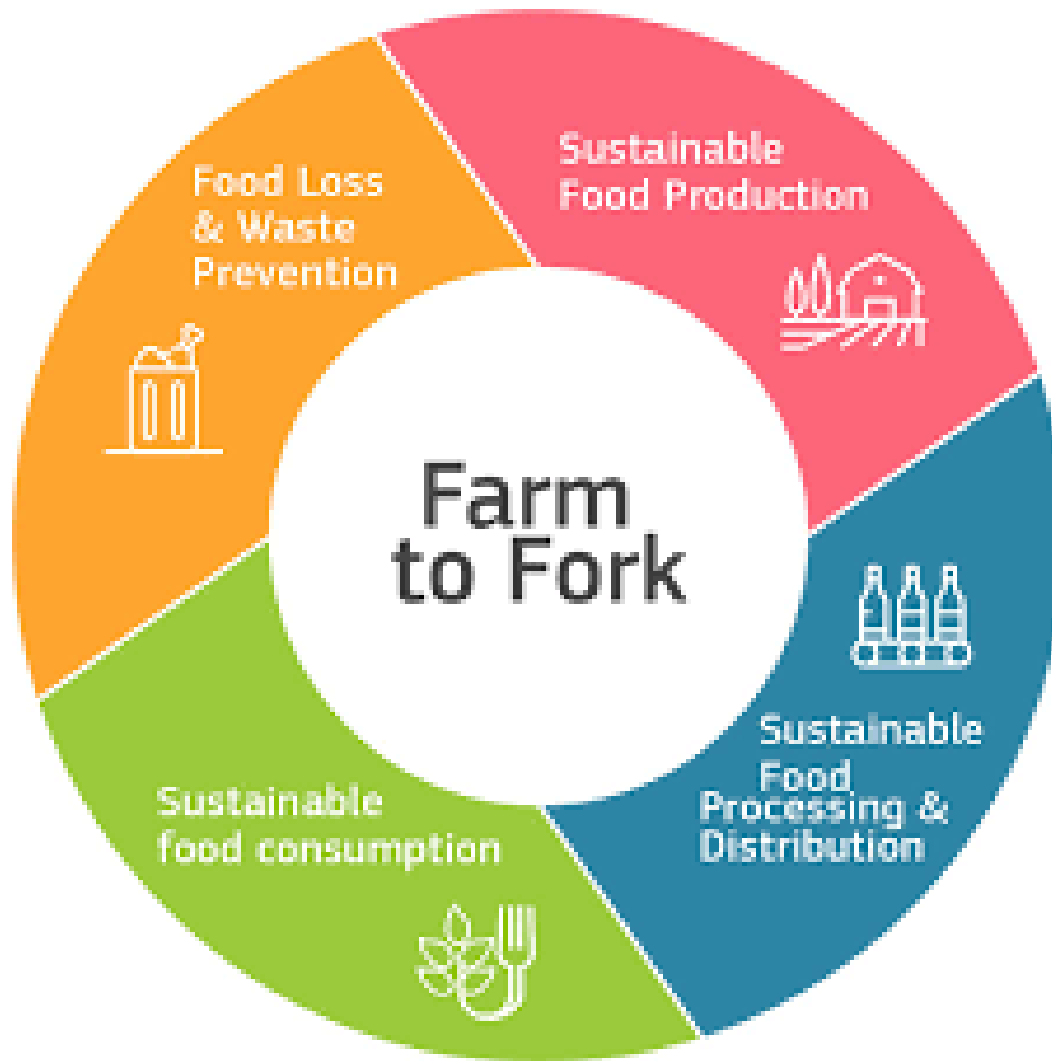 Food Loss
& Waste
Prevention
Sustainable
Food Production
Farm
to Fork
Sustainable
Food
Processing &
Distribution
Sustainable
food consumption